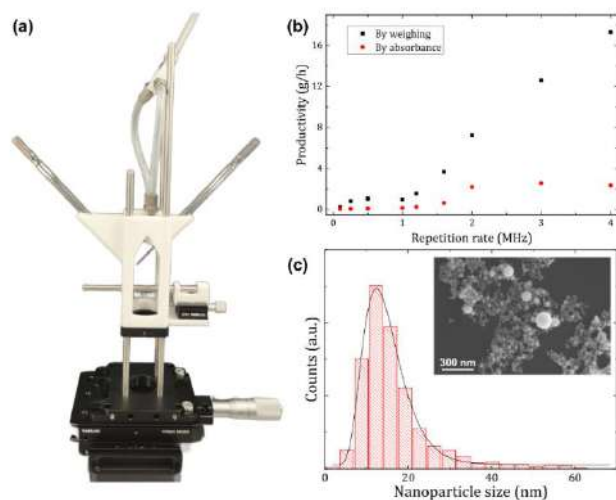 (a)
(b)
By weighing
By absorbance
Productivity (g/h)
16
12
8
4
0
0
1
2
3
4
Repetition rate (MHz)
(c)
300 nm
Counts (a.u.)
0
20
40
60
Nanoparticle size (nm)